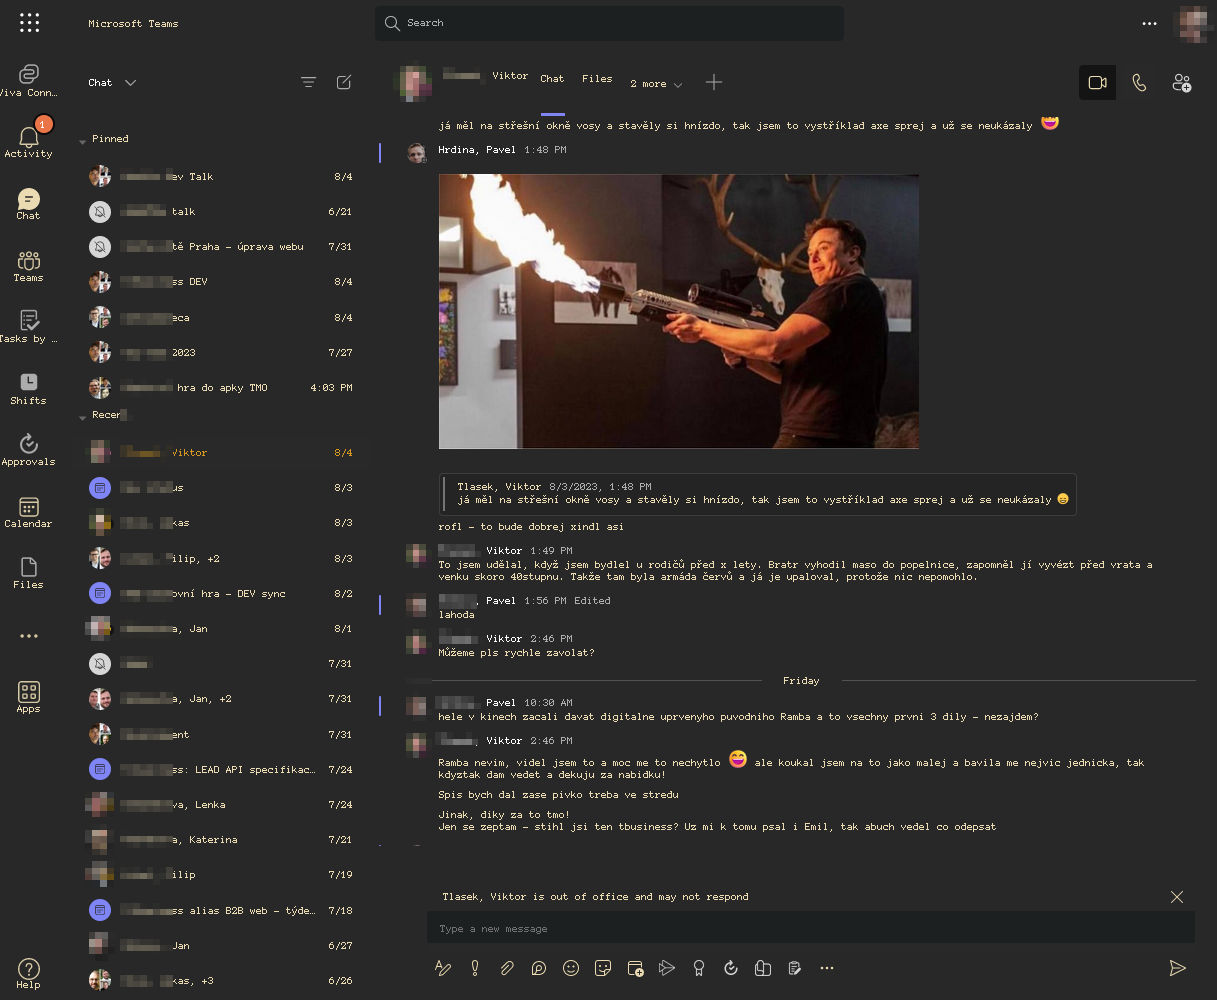 Microsoft Teams
Search
Viva Conn…
Activity
1
Chat
Teams
Tasks by …
Shifts
Approvals
Calendar
Files
Apps
Help
Chat
Pinned
ev Talk 8/4
talk 6/21
tě Praha – úprava webu 7/31
ss DEV 8/4
eca 8/4
2023 7/27
hra do apky TMO 4:03 PM
Recen
Viktor 8/4
us 8/3
kas 8/3
ilip, +2 8/3
ovní hra – DEV sync 8/2
a, Jan 8/1
7/31
a, Jan, +2 7/31
ent 7/31
ss: LEAD API specifikac… 7/24
va, Lenka 7/24
a, Katerina 7/21
ilip 7/19
ss alias B2B web – týde… 7/18
Jan 6/27
kas, +3 6/26
Viktor Chat Files 2 more
já měl na střešní okně vosy a stavěly si hnízdo, tak jsem to vystříklad axe sprej a už se neukázaly 😄
Hrdina, Pavel 1:48 PM
Tlasek, Viktor 8/3/2023, 1:48 PM
já měl na střešní okně vosy a stavěly si hnízdo, tak jsem to vystříklad axe sprej a už se neukázaly 😄
rofl – to bude dobrej xindl asi
Viktor 1:49 PM
To jsem udělal, když jsem bydlel u rodičů před x lety. Bratr vyhodil maso do popelnice, zapomněl jí vyvézt před vrata a
venku skoro 40stupnu. Takže tam byla armáda červů a já je upaloval, protože nic nepomohlo.
, Pavel 1:56 PM Edited
lahoda
Viktor 2:46 PM
Můžeme pls rychle zavolat?
Friday
Pavel 10:30 AM
hele v kinech zacali davat digitalne uprvenyho puvodniho Ramba a to vsechny prvni 3 dily – nezajdem?
, Viktor 2:46 PM
Ramba nevim, videl jsem to a moc me to nechytlo 😄 ale koukal jsem na to jako malej a bavila me nejvic jednicka, tak
kdyztak dam vedet a dekuju za nabidku!
Spis bych dal zase pivko treba ve stredu
Jinak, diky za to tmo!
Jen se zeptam – stihl jsi ten tbusiness? Uz mi k tomu psal i Emil, tak abuch vedel co odepsat
Tlasek, Viktor is out of office and may not respond
Type a new message